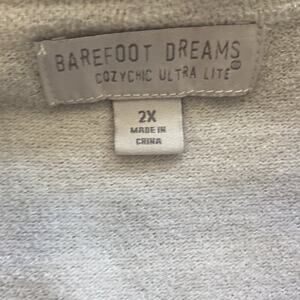 BAREFOOT DREAMS®
COZYCHIC ULTRA LITE
2X
MADE IN
CHINA